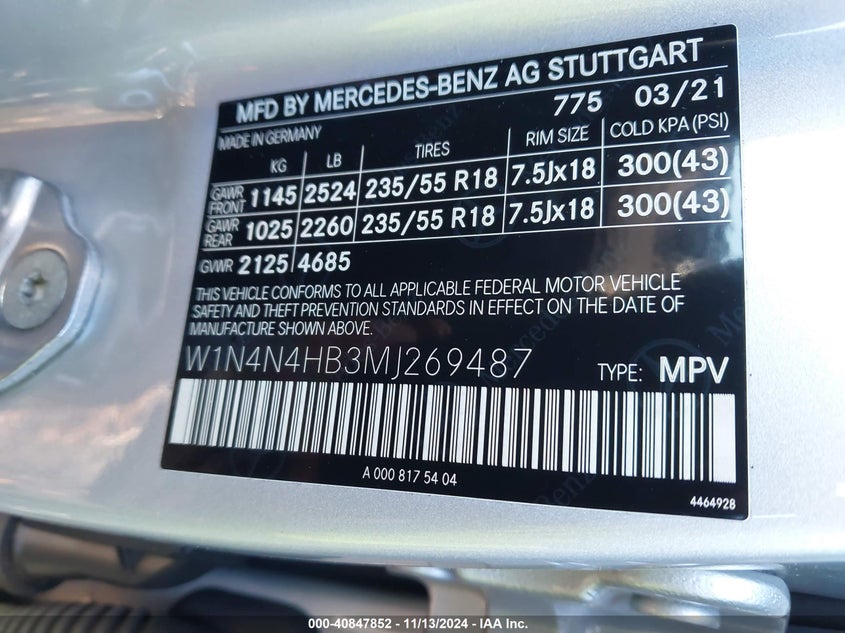 MFD BY MERCEDES-BENZ AG STUTTGART
775 03/21
MADE IN GERMANY
KG LB TIRES RIM SIZE COLD KPA (PSI)
GAWR FRONT 1145 2524 235/55 R18 7.5Jx18 300(43)
GAWR REAR 1025 2260 235/55 R18 7.5Jx18 300(43)
GVWR 2125 4685
THIS VEHICLE CONFORMS TO ALL APPLICABLE FEDERAL MOTOR VEHICLE
SAFETY AND THEFT PREVENTION STANDARDS IN EFFECT ON THE DATE OF
MANUFACTURE SHOWN ABOVE.
W1N4N4HB3MJ269487 TYPE: MPV
A 000 817 54 04
4464928
000-40847852 - 11/13/2024 - IAA Inc.